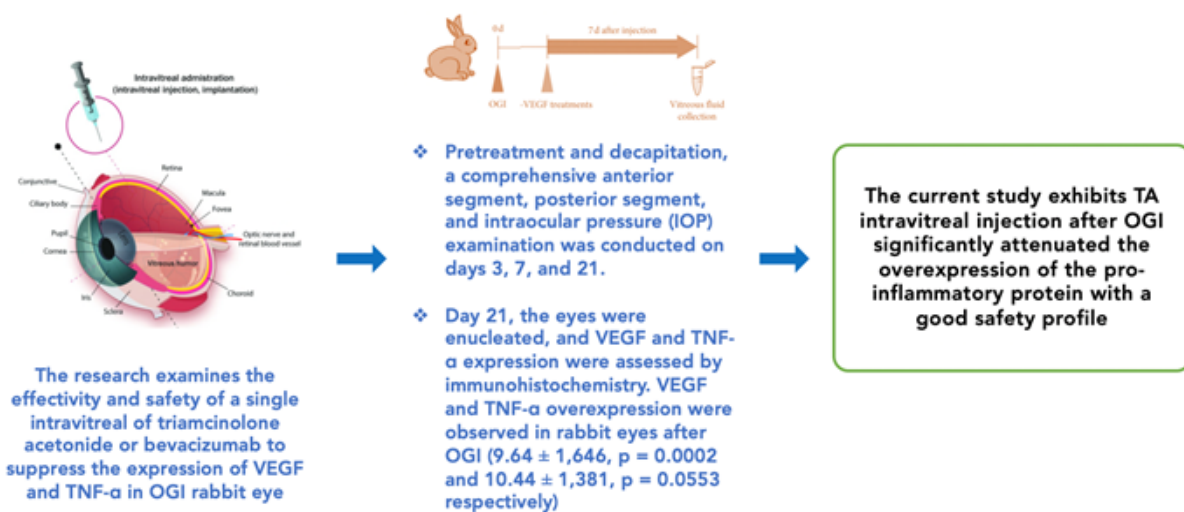 Intravitreal admistration
(intravitreal injection, implantation)
Retina
Conjunctive
Macula
Ciliary body
Fovea
Pupil
Optic nerve and
retinal blood vessel
Cornea
Vitreous humor
Iris
Choroid
Sclera
The research examines the
effectivity and safety of a single
intravitreal of triamcinolone
acetonide or bevacizumab to
suppress the expression of VEGF
and TNF-α in OGI rabbit eye
0d
7d after injection
OGI
-VEGF treatments
Vitreous fluid
collection
❖ Pretreatment and decapitation,
a comprehensive anterior
segment, posterior segment,
and intraocular pressure (IOP)
examination was conducted on
days 3, 7, and 21.
❖ Day 21, the eyes were
enucleated, and VEGF and TNF-
α expression were assessed by
immunohistochemistry. VEGF
and TNF-α overexpression were
observed in rabbit eyes after
OGI (9.64 ± 1,646, p = 0.0002
and 10.44 ± 1,381, p = 0.0553
respectively)
The current study exhibits TA
intravitreal injection after OGI
significantly attenuated the
overexpression of the pro-
inflammatory protein with a
good safety profile